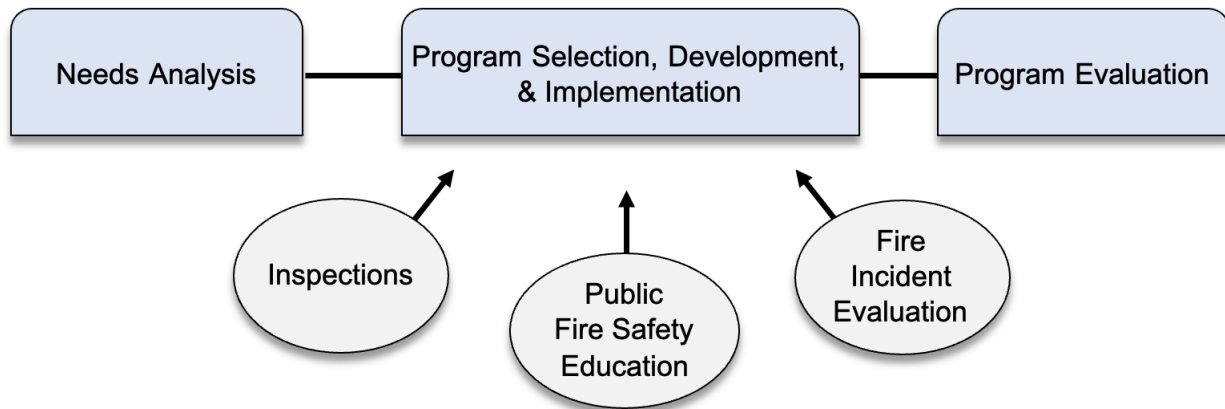 Needs Analysis
Program Selection, Development,
& Implementation
Program Evaluation
Inspections
Public
Fire Safety
Education
Fire
Incident
Evaluation